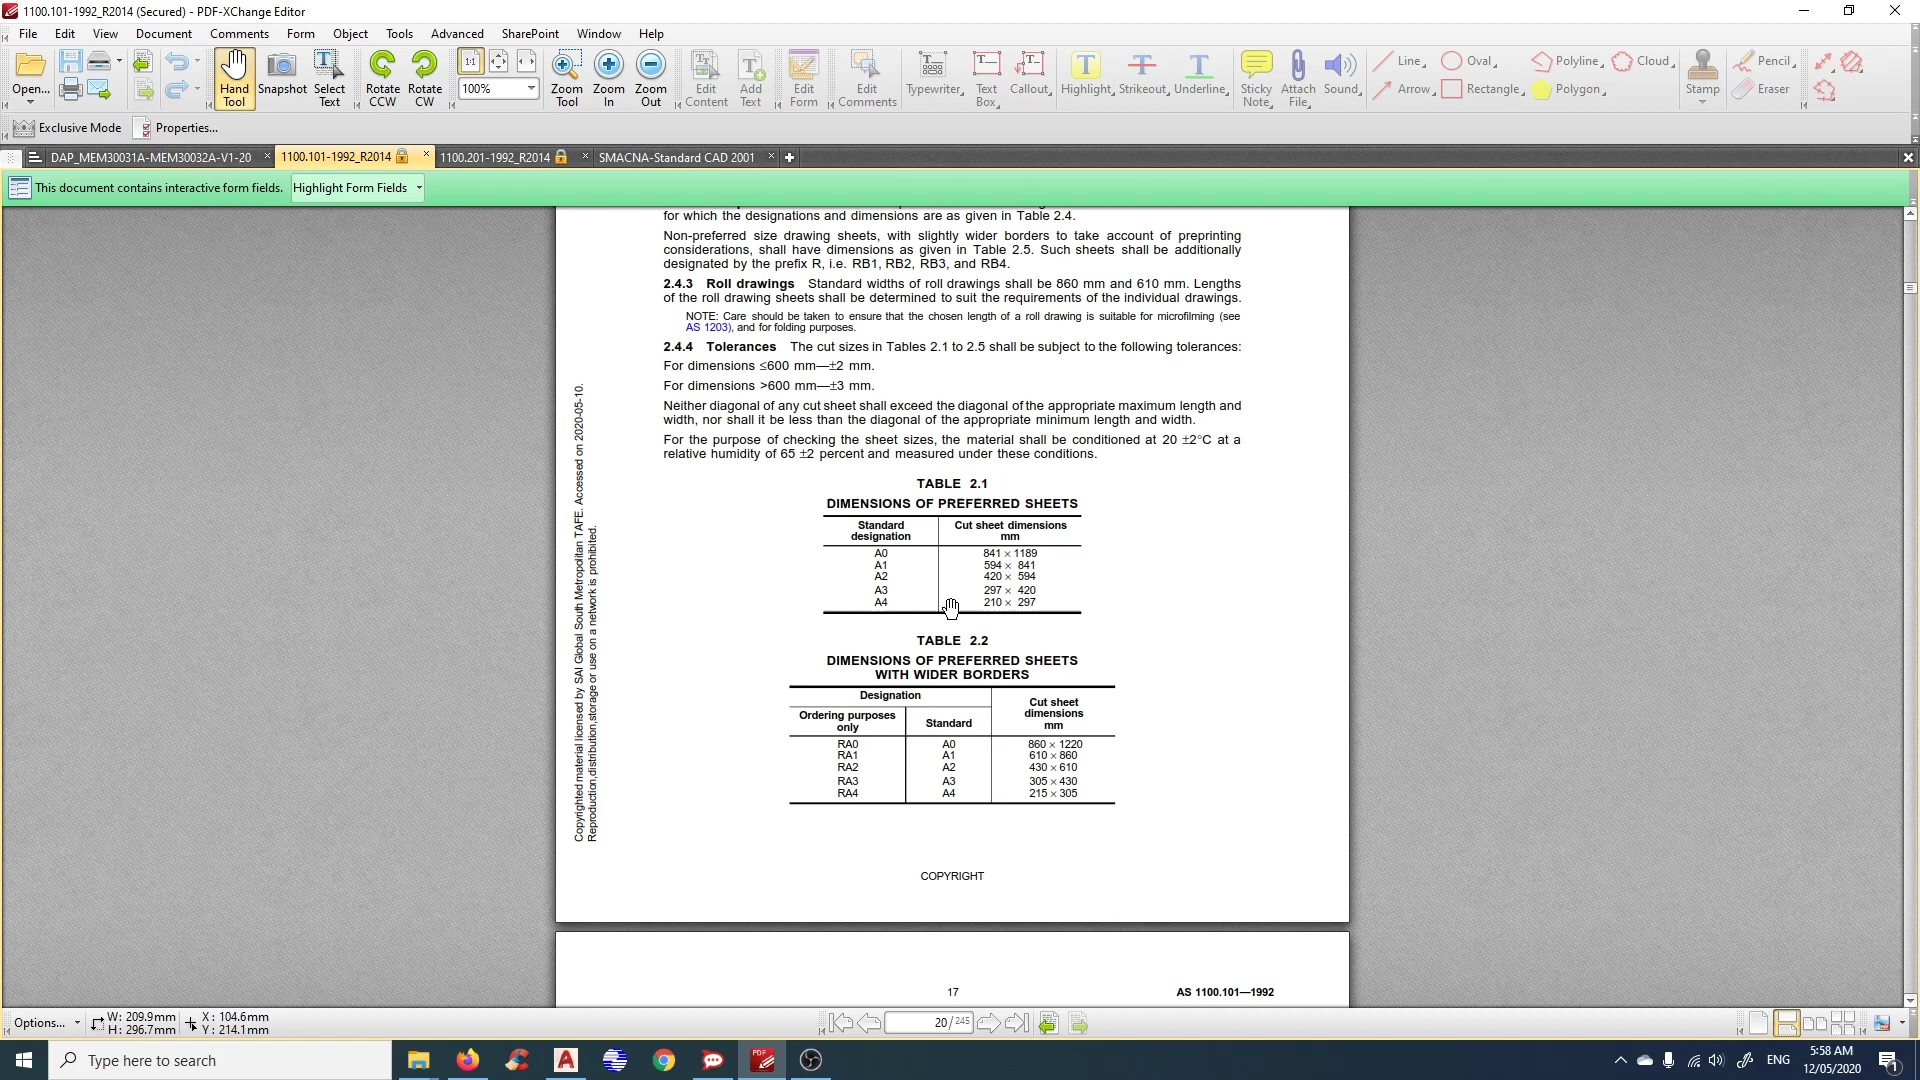 1100.101-1992_R2014 (Secured) - PDF-XChange Editor
File Edit View Document Comments Form Object Tools Advanced SharePoint Window Help
Open... Hand Tool Snapshot Select Text Rotate CCW Rotate CW 1:1 100% Zoom Tool Zoom In Zoom Out Edit Content Add Text Edit Form Edit Comments Typewriter Text Box Callout Highlight Strikeout Underline Sticky Note Attach File Sound Line Arrow Oval Rectangle Polyline Polygon Cloud Stamp Pencil Eraser
Exclusive Mode Properties...
DAP_MEM30031A-MEM30032A-V1-20 1100.101-1992_R2014 1100.201-1992_R2014 SMACNA-Standard CAD 2001
This document contains interactive form fields. Highlight Form Fields
for which the designations and dimensions are as given in Table 2.4.
Non-preferred size drawing sheets, with slightly wider borders to take account of preprinting
considerations, shall have dimensions as given in Table 2.5. Such sheets shall be additionally
designated by the prefix R, i.e. RB1, RB2, RB3, and RB4.
2.4.3 Roll drawings Standard widths of roll drawings shall be 860 mm and 610 mm. Lengths
of the roll drawing sheets shall be determined to suit the requirements of the individual drawings.
NOTE: Care should be taken to ensure that the chosen length of a roll drawing is suitable for microfilming (see
AS 1203), and for folding purposes.
2.4.4 Tolerances The cut sizes in Tables 2.1 to 2.5 shall be subject to the following tolerances:
For dimensions ≤600 mm—±2 mm.
For dimensions >600 mm—±3 mm.
Neither diagonal of any cut sheet shall exceed the diagonal of the appropriate maximum length and
width, nor shall it be less than the diagonal of the appropriate minimum length and width.
For the purpose of checking the sheet sizes, the material shall be conditioned at 20 ±2°C at a
relative humidity of 65 ±2 percent and measured under these conditions.
Copyrighted material licensed by SAI Global South Metropolitan TAFE. Accessed on 2020-05-10.
Reproduction,distribution,storage or use on a network is prohibited.
TABLE 2.1
DIMENSIONS OF PREFERRED SHEETS
Standard designation Cut sheet dimensions mm
A0 841 × 1189
A1 594 × 841
A2 420 × 594
A3 297 × 420
A4 210 × 297
TABLE 2.2
DIMENSIONS OF PREFERRED SHEETS
WITH WIDER BORDERS
Designation Cut sheet dimensions mm
Ordering purposes only Standard
RA0 A0 860 × 1220
RA1 A1 610 × 860
RA2 A2 430 × 610
RA3 A3 305 × 430
RA4 A4 215 × 305
COPYRIGHT
17 AS 1100.101—1992
Options... W: 209.9mm X: 104.6mm 20/245
H: 296.7mm Y: 214.1mm
Type here to search
PDF
ENG 5:58 AM
12/05/2020
1